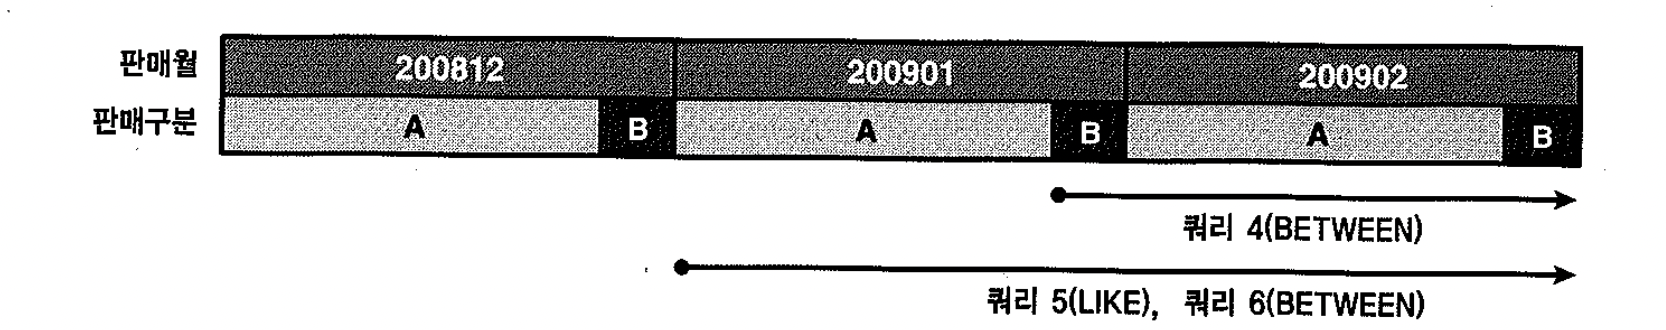 판매월 200812 200901 200902
판매구분 A B A B A B
쿼리 4(BETWEEN)
쿼리 5(LIKE), 쿼리 6(BETWEEN)